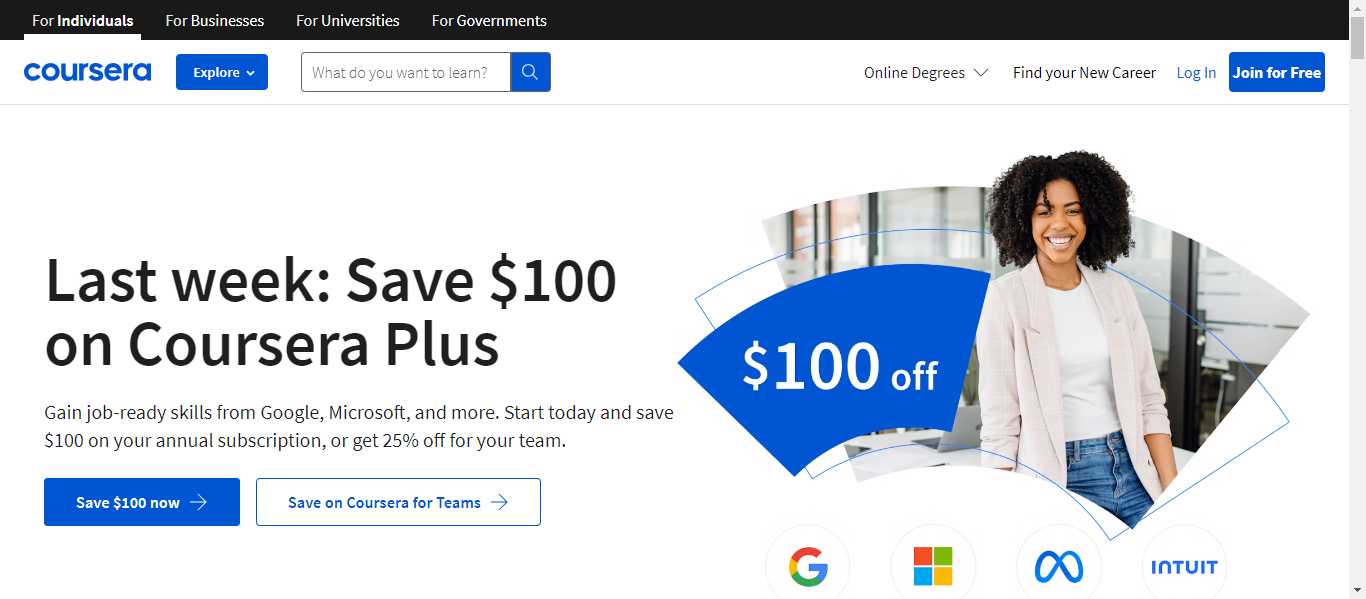 For Individuals
For Businesses
For Universities
For Governments
coursera
Explore
What do you want to learn?
Online Degrees
Find your New Career
Log In
Join for Free
Last week: Save $100
on Coursera Plus
Gain job-ready skills from Google, Microsoft, and more. Start today and save
$100 on your annual subscription, or get 25% off for your team.
Save $100 now
Save on Coursera for Teams
$100 off
INTUIT